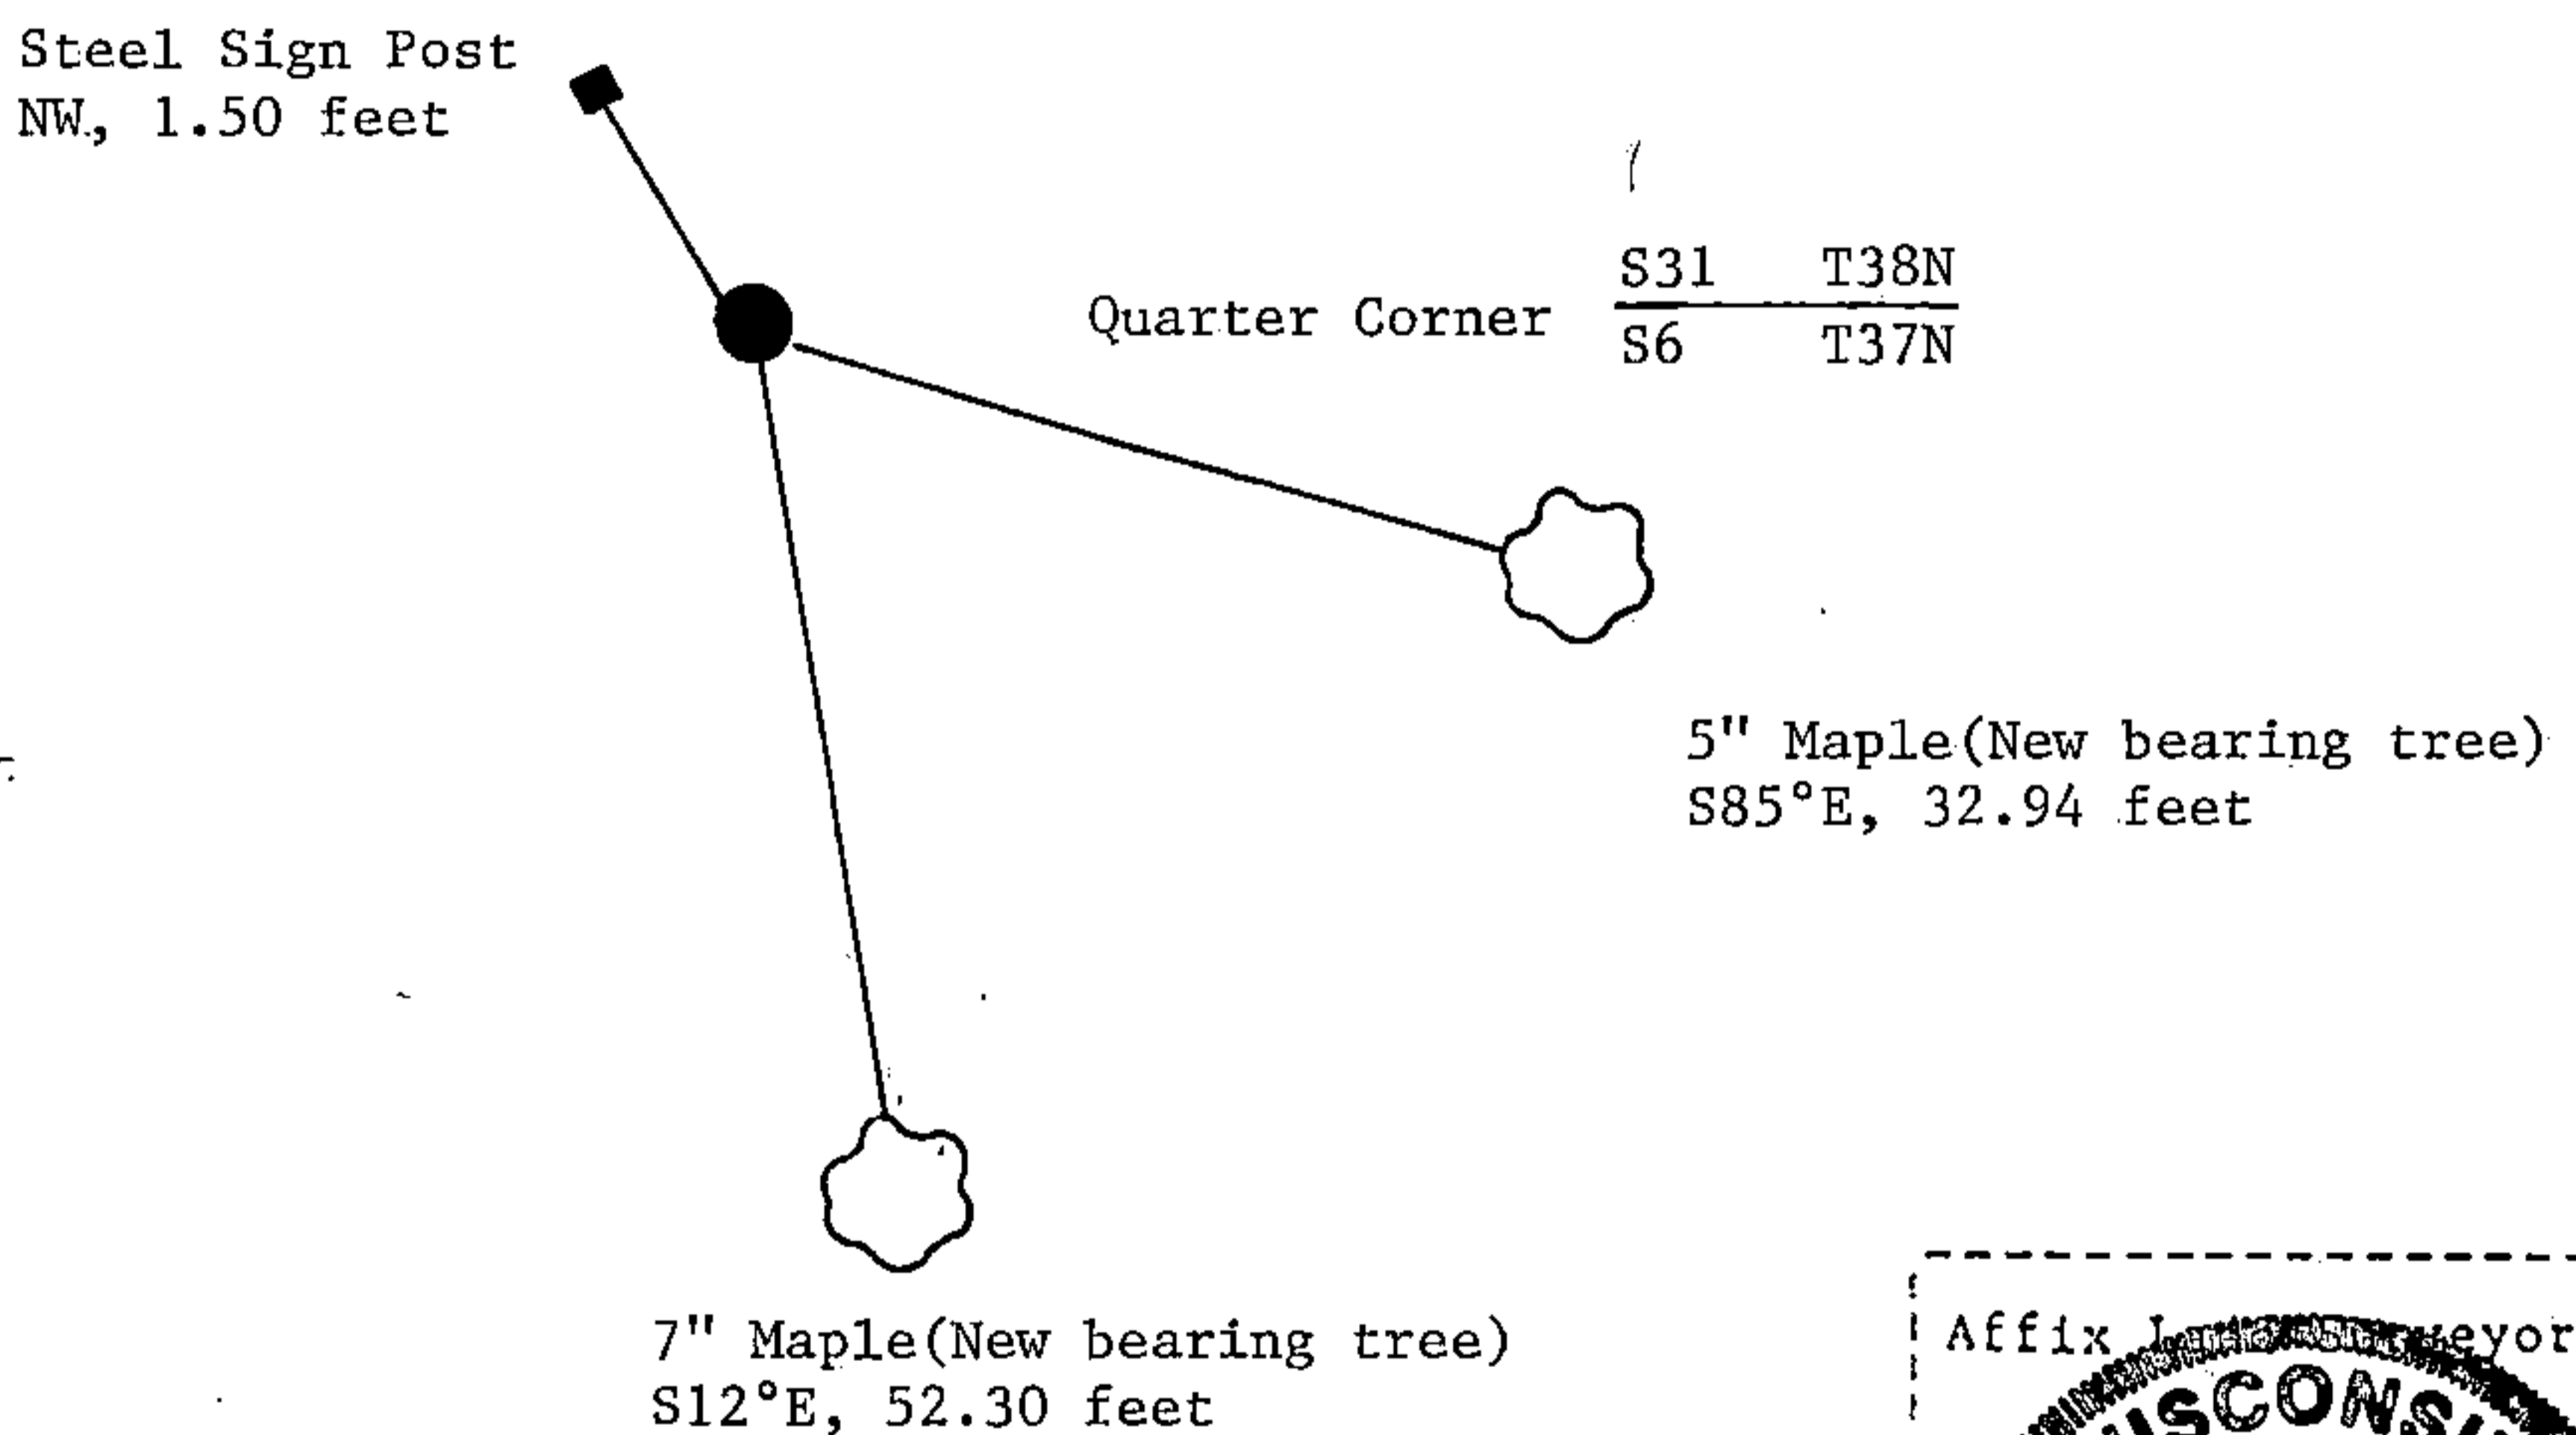 Steel Sign Post
NW, 1.50 feet
Quarter Corner
S31 T38N
S6 T37N
5" Maple(New bearing tree)
S85°E, 32.94 feet
7" Maple(New bearing tree)
S12°E, 52.30 feet
Affix